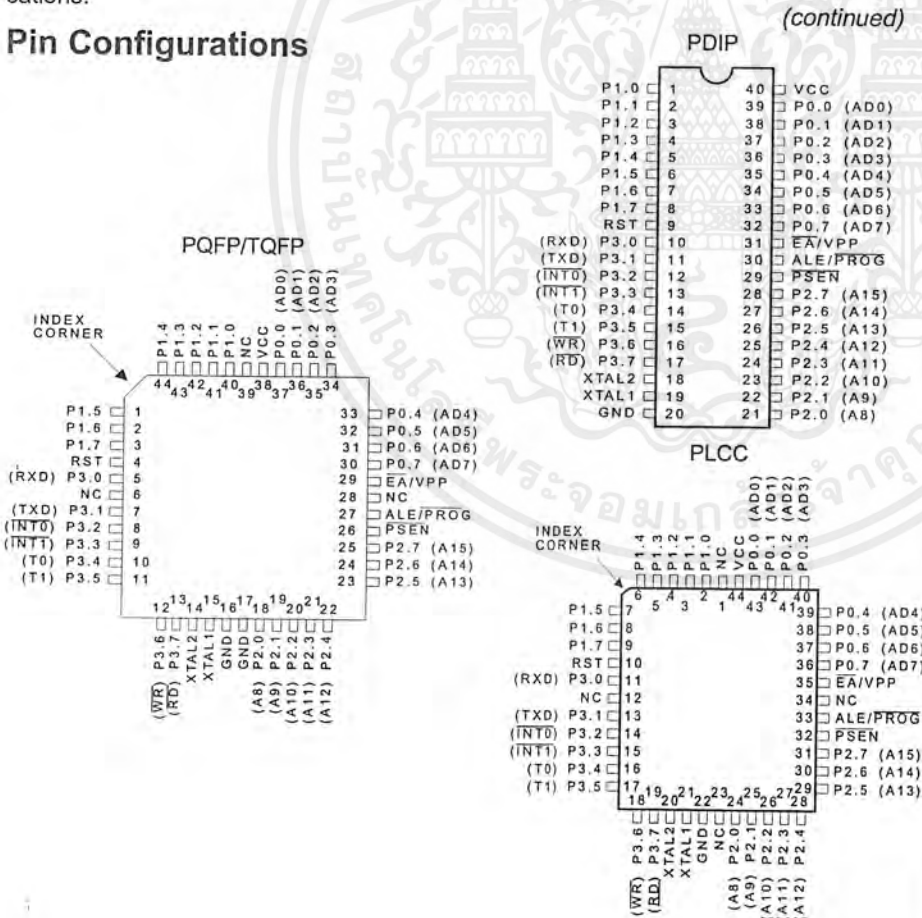 cations.
(continued)
Pin Configurations
PDIP
P1.0 1 40 VCC
P1.1 2 39 P0.0 (AD0)
P1.2 3 38 P0.1 (AD1)
P1.3 4 37 P0.2 (AD2)
P1.4 5 36 P0.3 (AD3)
P1.5 6 35 P0.4 (AD4)
P1.6 7 34 P0.5 (AD5)
P1.7 8 33 P0.6 (AD6)
RST 9 32 P0.7 (AD7)
(RXD) P3.0 10 31 EA/VPP
(TXD) P3.1 11 30 ALE/PROG
(INT0) P3.2 12 29 PSEN
(INT1) P3.3 13 28 P2.7 (A15)
(T0) P3.4 14 27 P2.6 (A14)
(T1) P3.5 15 26 P2.5 (A13)
(WR) P3.6 16 25 P2.4 (A12)
(RD) P3.7 17 24 P2.3 (A11)
XTAL2 18 23 P2.2 (A10)
XTAL1 19 22 P2.1 (A9)
GND 20 21 P2.0 (A8)
PQFP/TQFP
INDEX
CORNER
P1.4
P1.3
P1.2
P1.1
P1.0
NC
VCC
P0.0 (AD0)
P0.1 (AD1)
P0.2 (AD2)
P0.3 (AD3)
44 43 42 41 40 39 38 37 36 35 34
P1.5 1 33 P0.4 (AD4)
P1.6 2 32 P0.5 (AD5)
P1.7 3 31 P0.6 (AD6)
RST 4 30 P0.7 (AD7)
(RXD) P3.0 5 29 EA/VPP
NC 6 28 NC
(TXD) P3.1 7 27 ALE/PROG
(INT0) P3.2 8 26 PSEN
(INT1) P3.3 9 25 P2.7 (A15)
(T0) P3.4 10 24 P2.6 (A14)
(T1) P3.5 11 23 P2.5 (A13)
12 13 14 15 16 17 18 19 20 21 22
(WR) P3.6
(RD) P3.7
XTAL2
XTAL1
GND
GND
(A8) P2.0
(A9) P2.1
(A10) P2.2
(A11) P2.3
(A12) P2.4
PLCC
INDEX
CORNER
P1.4
P1.3
P1.2
P1.1
P1.0
NC
VCC
P0.0 (AD0)
P0.1 (AD1)
P0.2 (AD2)
P0.3 (AD3)
6 5 4 3 2 1 44 43 42 41 40
P1.5 7 39 P0.4 (AD4)
P1.6 8 38 P0.5 (AD5)
P1.7 9 37 P0.6 (AD6)
RST 10 36 P0.7 (AD7)
(RXD) P3.0 11 35 EA/VPP
NC 12 34 NC
(TXD) P3.1 13 33 ALE/PROG
(INT0) P3.2 14 32 PSEN
(INT1) P3.3 15 31 P2.7 (A15)
(T0) P3.4 16 30 P2.6 (A14)
(T1) P3.5 17 29 P2.5 (A13)
18 19 20 21 22 23 24 25 26 27 28
(WR) P3.6
(RD) P3.7
XTAL2
XTAL1
GND
NC
(A8) P2.0
(A9) P2.1
(A10) P2.2
(A11) P2.3
(A12) P2.4